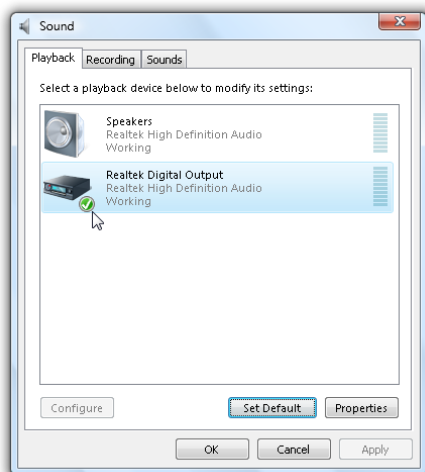 Sound
Playback Recording Sounds
Select a playback device below to modify its settings:
Speakers
Realtek High Definition Audio
Working
Realtek Digital Output
Realtek High Definition Audio
Working
Configure Set Default Properties
OK Cancel Apply